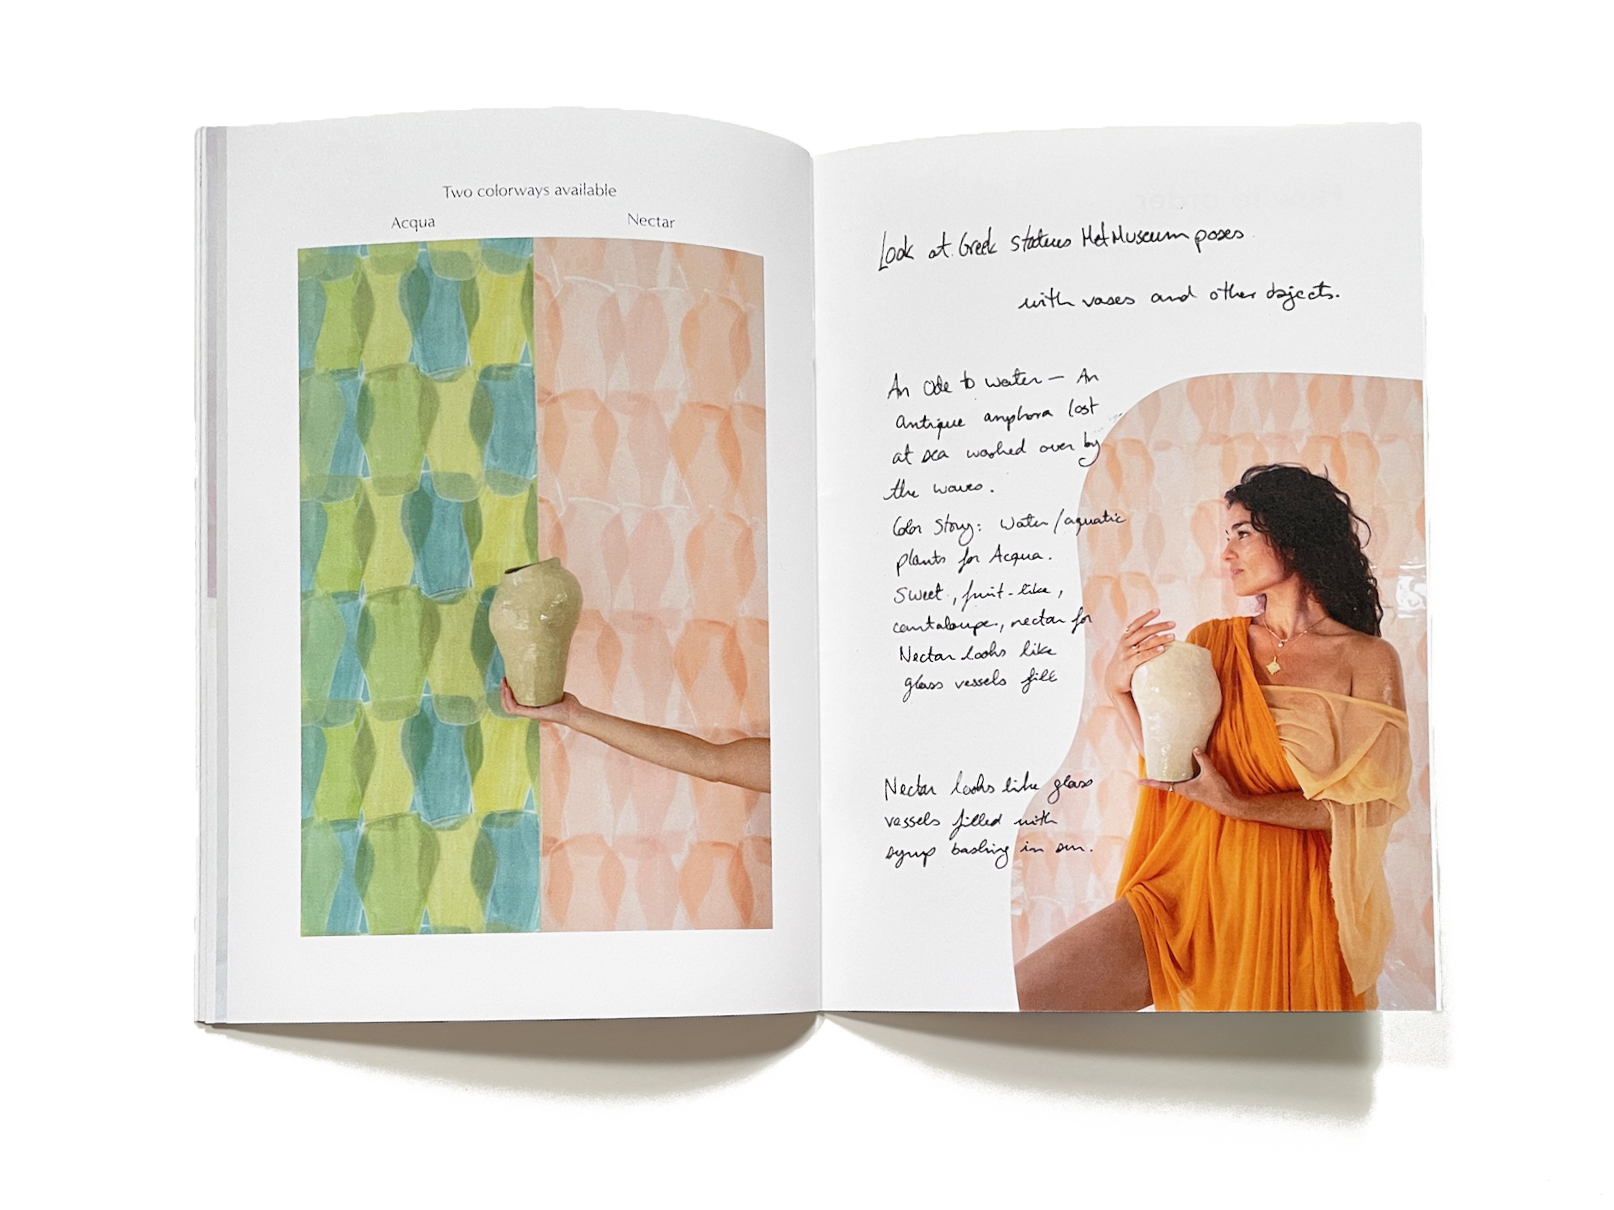 Two colorways available
Acqua
Nectar
Look at Greek statues Met Museum poses
with vases and other objects.
An Ode to water — An
Antique amphora lost
at sea washed over by
the waves.
Color Story: Water/aquatic
plants for Acqua.
Sweet, fruit-like,
cantaloupe, nectar for
Nectar looks like
glass vessels fill
Nectar looks like glass
vessels filled with
syrup bashing in sun.